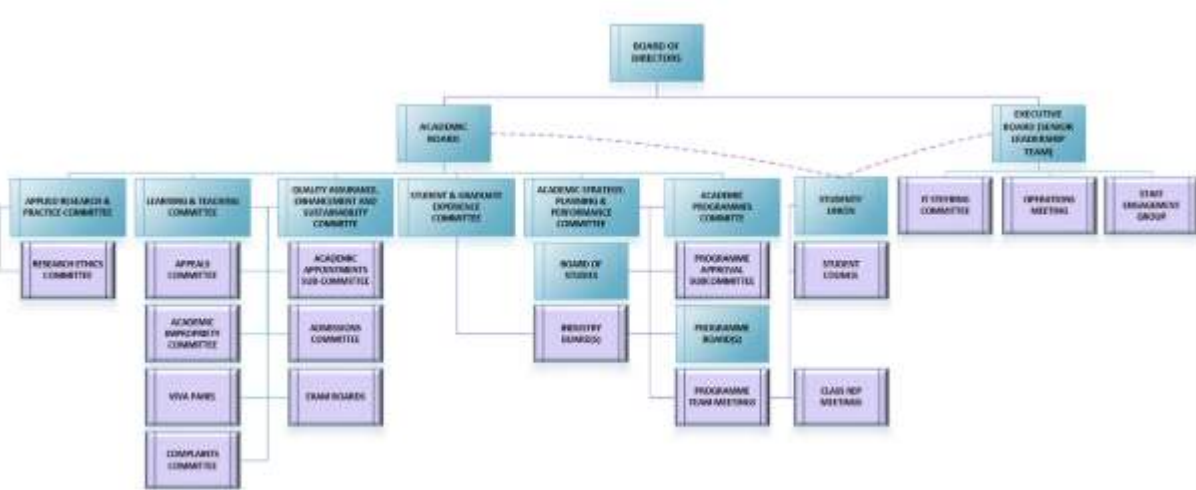 BOARD OF
DIRECTORS
ACADEMIC
BOARD
EXECUTIVE
BOARD (SENIOR
LEADERSHIP
TEAM)
APPLIED RESEARCH &
PRACTICE COMMITTEE
LEARNING & TEACHING
COMMITTEE
QUALITY ASSURANCE,
ENHANCEMENT AND
SUSTAINABILITY
COMMITTE
STUDENT & GRADUATE
EXPERIENCE
COMMITTEE
ACADEMIC STRATEGY,
PLANNING &
PERFORMANCE
COMMITTEE
ACADEMIC
PROGRAMMES
COMMITTE
STUDENTS'
UNION
IT STEERING
COMMITTEE
OPERATIONS
MEETING
STAFF
ENGAGEMENT
GROUP
RESEARCH ETHICS
COMMITTEE
APPEALS
COMMITTEE
ACADEMIC
APPOINTMENTS
SUB-COMMITTEE
BOARD OF
STUDIES
PROGRAMME
APPROVAL
SUBCOMMITTEE
STUDENT
COUNCIL
ACADEMIC
IMPROPRIETY
COMMITTEE
ADMISSIONS
COMMITTEE
INDUSTRY
BOARD(S)
PROGRAMME
BOARD(S)
VIVA PANEL
EXAM BOARDS
PROGRAMME
TEAM MEETINGS
CLASS REP
MEETINGS
COMPLAINTS
COMMITTEE